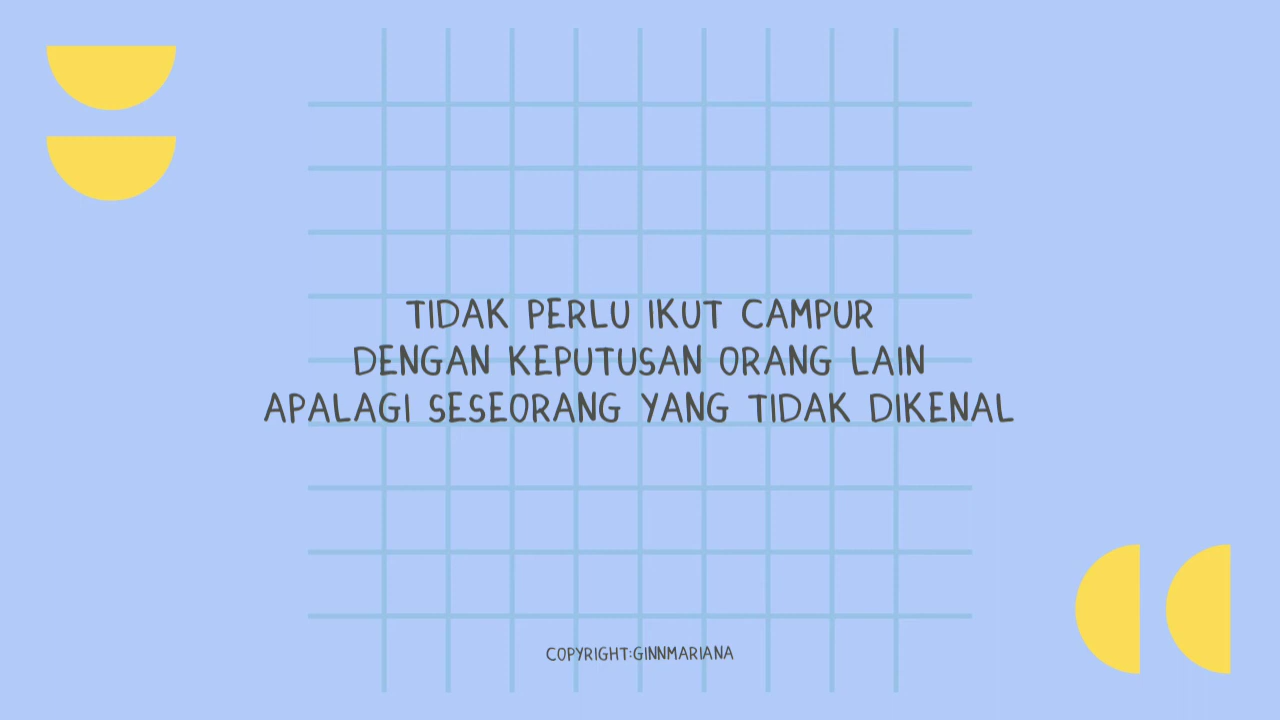 TIDAK PERLU IKUT CAMPUR
DENGAN KEPUTUSAN ORANG LAIN
APALAGI SESEORANG YANG TIDAK DIKENAL
COPYRIGHT:GINNMARIANA